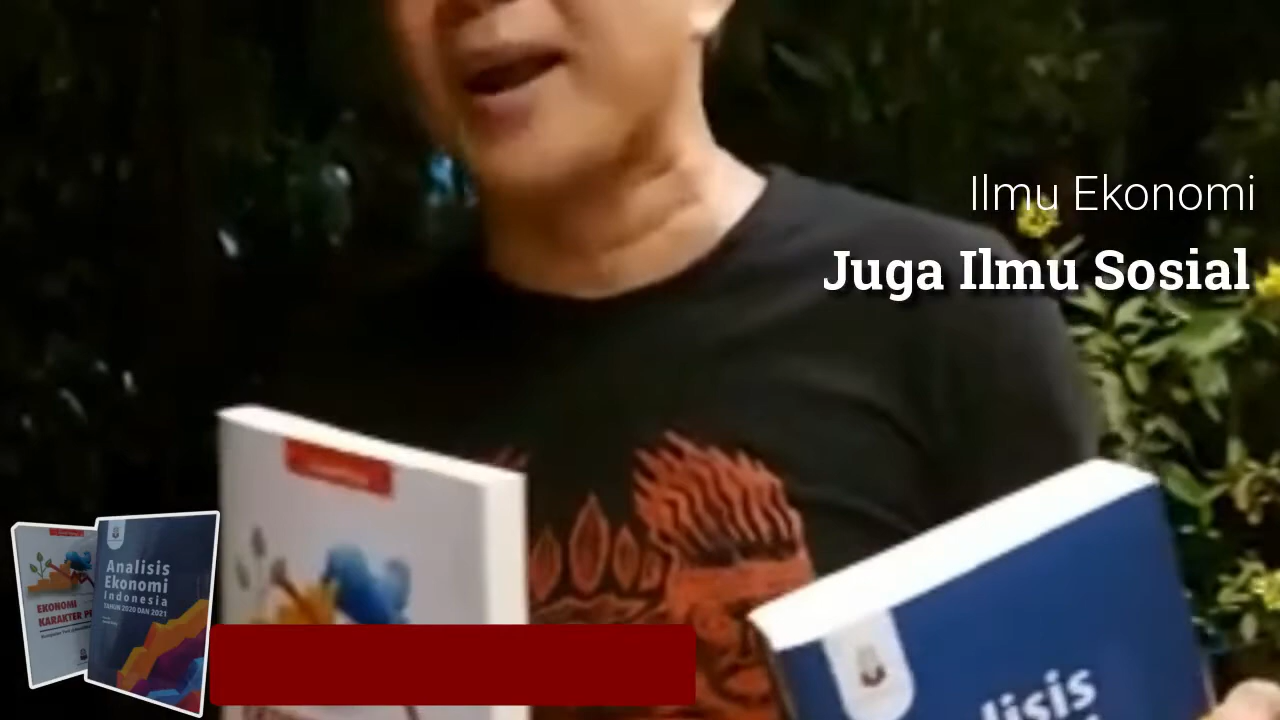 Ilmu Ekonomi
Juga Ilmu Sosial
Analisis
Ekonomi
Indonesia
TAHUN 2020 DAN 2021
EKONOMI
KARAKTER
lisis